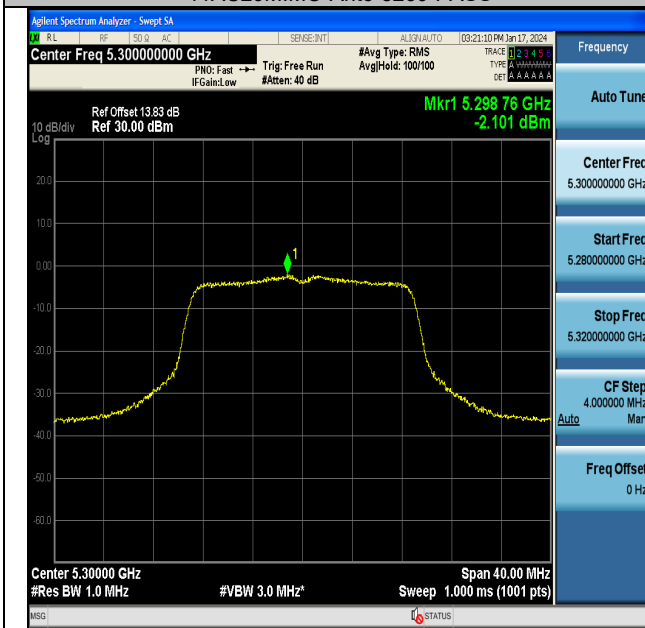 Agilent Spectrum Analyzer - Swept SA
LXI RL RF 50 Ω AC SENSE:INT ALIGN AUTO 03:21:10 PM Jan 17, 2024
Center Freq 5.300000000 GHz
PNO: Fast
IFGain:Low
Trig: Free Run
#Atten: 40 dB
#Avg Type: RMS
Avg|Hold: 100/100
TRACE 1 2 3 4 5 6
TYPE A
DET A A A A A A
Ref Offset 13.83 dB
Ref 30.00 dBm
10 dB/div
Log
Mkr1 5.298 76 GHz
-2.101 dBm
20.0
10.0
0.00
-10.0
-20.0
-30.0
-40.0
-50.0
-60.0
1
Center 5.30000 GHz
Span 40.00 MHz
#Res BW 1.0 MHz
#VBW 3.0 MHz*
Sweep 1.000 ms (1001 pts)
MSG
STATUS
Frequency
Auto Tune
Center Freq
5.300000000 GHz
Start Freq
5.280000000 GHz
Stop Freq
5.320000000 GHz
CF Step
4.000000 MHz
Auto Man
Freq Offset
0 Hz